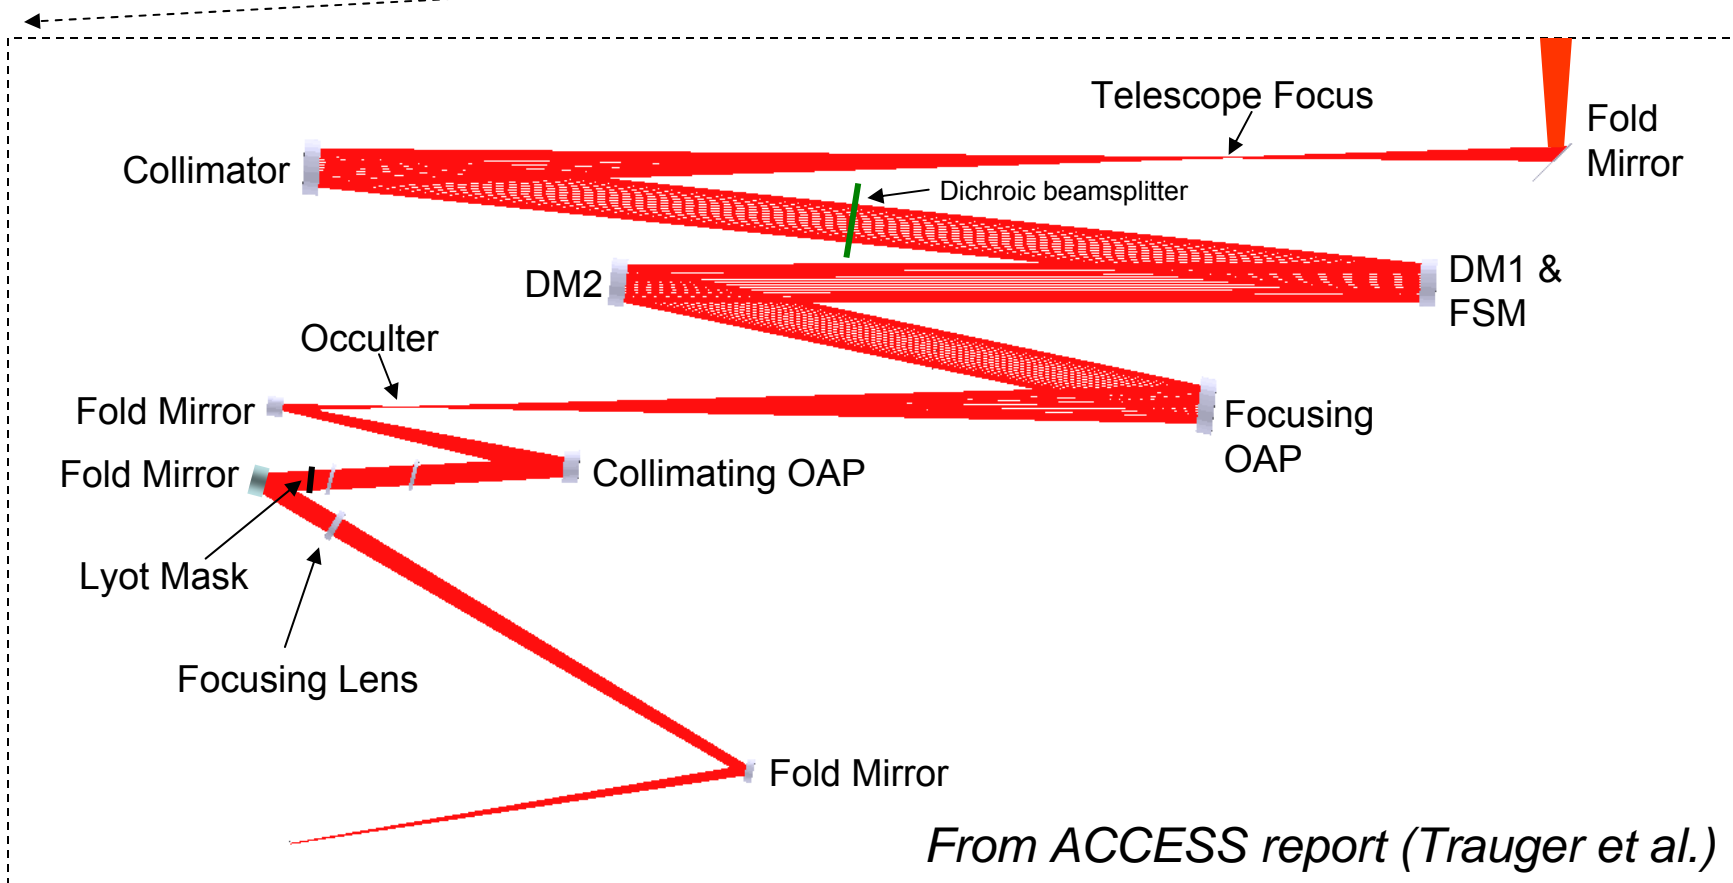 Telescope Focus
Fold
Mirror
Collimator
Dichroic beamsplitter
DM2
DM1 &
FSM
Occulter
Fold Mirror
Focusing
OAP
Fold Mirror
Collimating OAP
Lyot Mask
Focusing Lens
Fold Mirror
From ACCESS report (Trauger et al.)